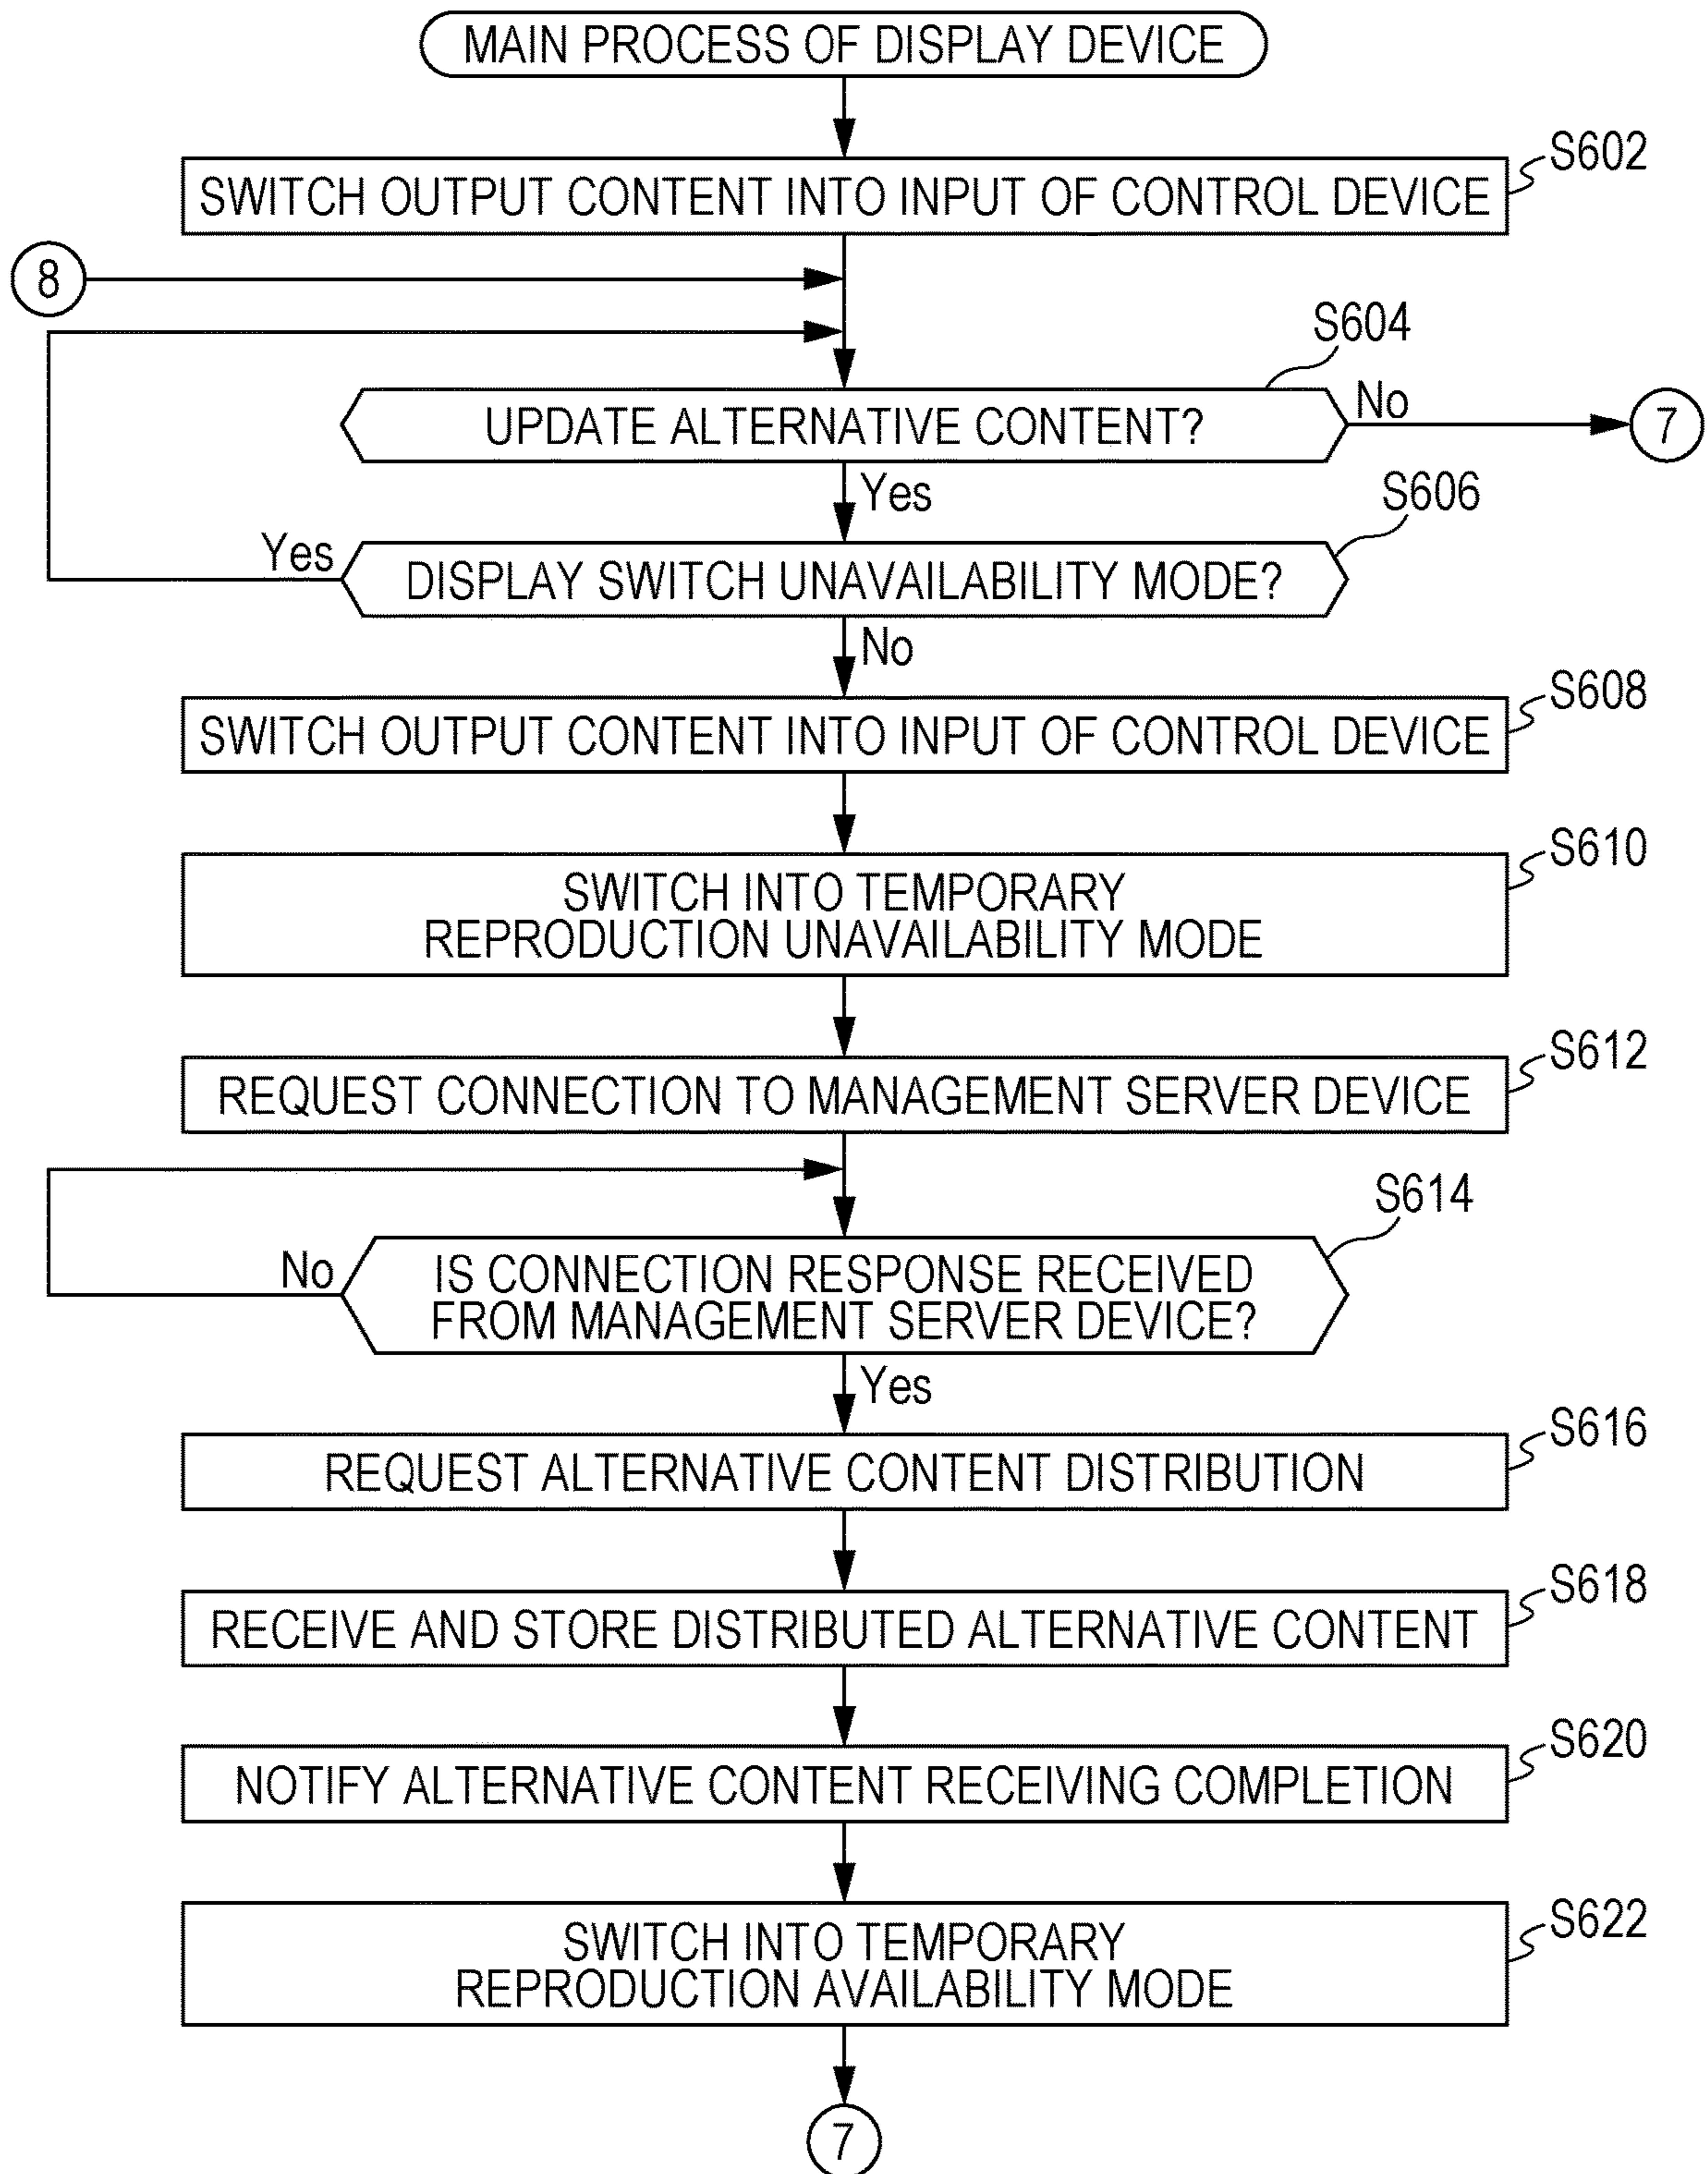 MAIN PROCESS OF DISPLAY DEVICE
S602
SWITCH OUTPUT CONTENT INTO INPUT OF CONTROL DEVICE
8
S604
UPDATE ALTERNATIVE CONTENT?
No
7
Yes
S606
Yes
DISPLAY SWITCH UNAVAILABILITY MODE?
No
S608
SWITCH OUTPUT CONTENT INTO INPUT OF CONTROL DEVICE
S610
SWITCH INTO TEMPORARY
REPRODUCTION UNAVAILABILITY MODE
S612
REQUEST CONNECTION TO MANAGEMENT SERVER DEVICE
S614
No
IS CONNECTION RESPONSE RECEIVED
FROM MANAGEMENT SERVER DEVICE?
Yes
S616
REQUEST ALTERNATIVE CONTENT DISTRIBUTION
S618
RECEIVE AND STORE DISTRIBUTED ALTERNATIVE CONTENT
S620
NOTIFY ALTERNATIVE CONTENT RECEIVING COMPLETION
S622
SWITCH INTO TEMPORARY
REPRODUCTION AVAILABILITY MODE
7